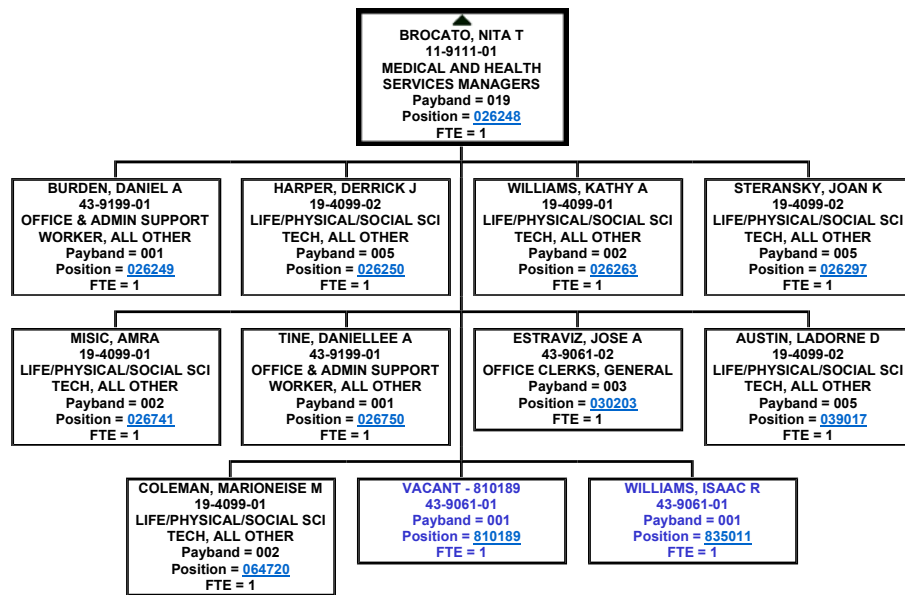 BROCATO, NITA T
11-9111-01
MEDICAL AND HEALTH
SERVICES MANAGERS
Payband = 019
Position = 026248
FTE = 1
BURDEN, DANIEL A
43-9199-01
OFFICE & ADMIN SUPPORT
WORKER, ALL OTHER
Payband = 001
Position = 026249
FTE = 1
HARPER, DERRICK J
19-4099-02
LIFE/PHYSICAL/SOCIAL SCI
TECH, ALL OTHER
Payband = 005
Position = 026250
FTE = 1
WILLIAMS, KATHY A
19-4099-01
LIFE/PHYSICAL/SOCIAL SCI
TECH, ALL OTHER
Payband = 002
Position = 026263
FTE = 1
STERANSKY, JOAN K
19-4099-02
LIFE/PHYSICAL/SOCIAL SCI
TECH, ALL OTHER
Payband = 005
Position = 026297
FTE = 1
MISIC, AMRA
19-4099-01
LIFE/PHYSICAL/SOCIAL SCI
TECH, ALL OTHER
Payband = 002
Position = 026741
FTE = 1
TINE, DANIELLEE A
43-9199-01
OFFICE & ADMIN SUPPORT
WORKER, ALL OTHER
Payband = 001
Position = 026750
FTE = 1
ESTRAVIZ, JOSE A
43-9061-02
OFFICE CLERKS, GENERAL
Payband = 003
Position = 030203
FTE = 1
AUSTIN, LADORNE D
19-4099-02
LIFE/PHYSICAL/SOCIAL SCI
TECH, ALL OTHER
Payband = 005
Position = 039017
FTE = 1
COLEMAN, MARIONEISE M
19-4099-01
LIFE/PHYSICAL/SOCIAL SCI
TECH, ALL OTHER
Payband = 002
Position = 064720
FTE = 1
VACANT - 810189
43-9061-01
Payband = 001
Position = 810189
FTE = 1
WILLIAMS, ISAAC R
43-9061-01
Payband = 001
Position = 835011
FTE = 1